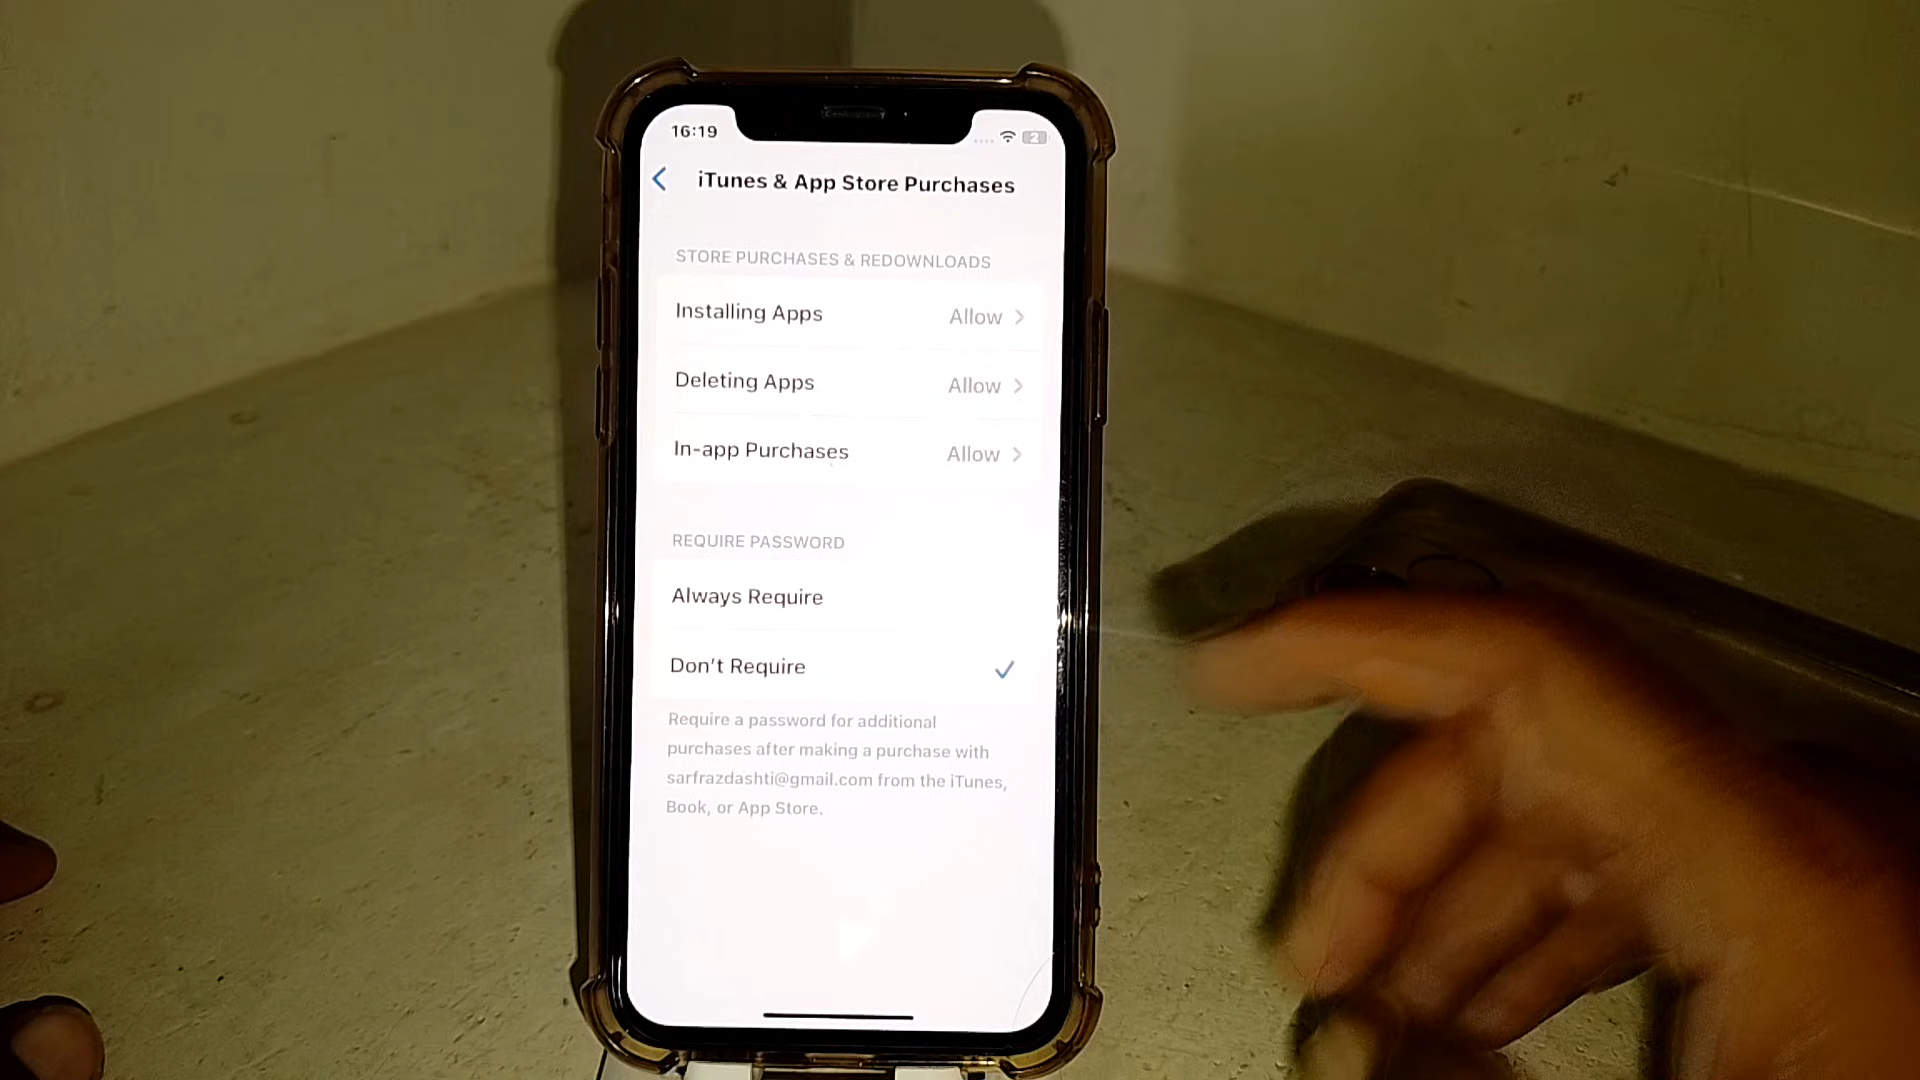 16:19
2
iTunes & App Store Purchases
STORE PURCHASES & REDOWNLOADS
Installing Apps Allow
Deleting Apps Allow
In-app Purchases Allow
REQUIRE PASSWORD
Always Require
Don't Require
Require a password for additional
purchases after making a purchase with
sarfrazdashti@gmail.com from the iTunes,
Book, or App Store.